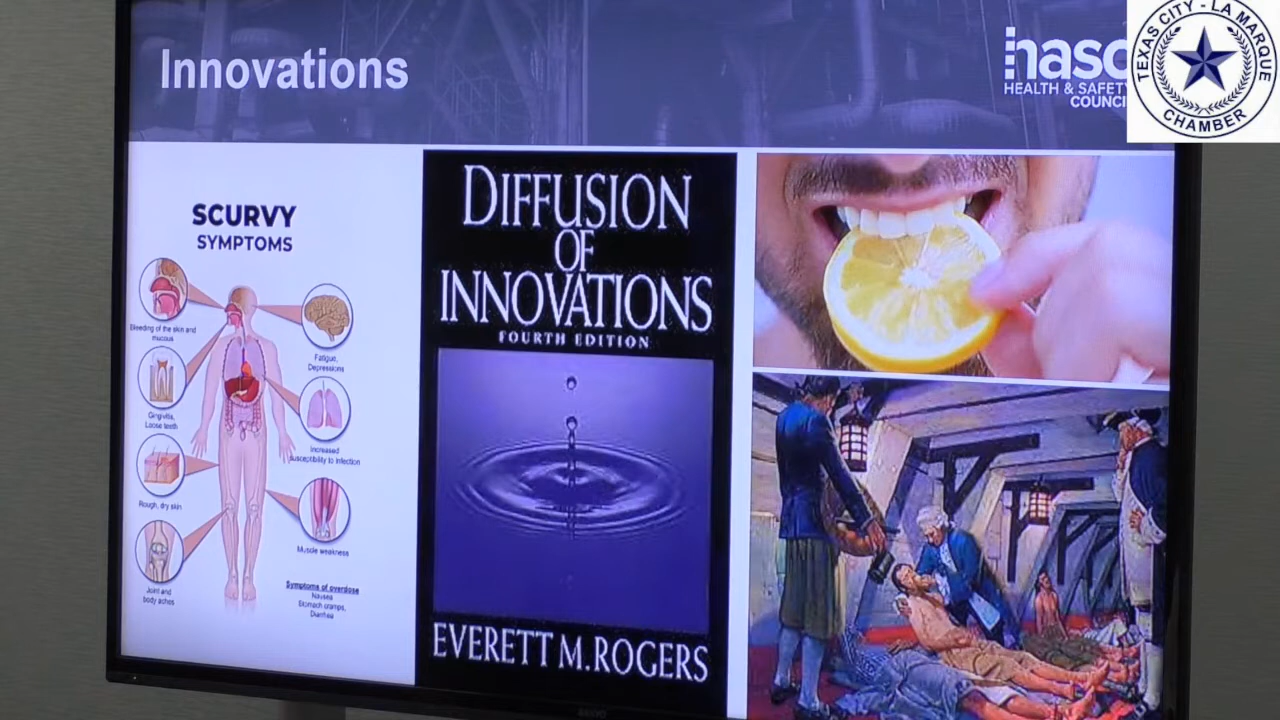 Innovations
hasc
HEALTH & SAFETY
COUNCIL
TEXAS CITY - LA MARQUE
CHAMBER
SCURVY
SYMPTOMS
Bleeding of the skin and
mucous
Gingivitis,
Loose teeth
Rough, dry skin
Joint and
body aches
Fatigue,
Depressions
Increased
susceptibility to infection
Muscle weakness
Symptoms of overdose
Nausea
Stomach cramps,
Diarrhea
DIFFUSION
OF
INNOVATIONS
FOURTH EDITION
EVERETT M. ROGERS